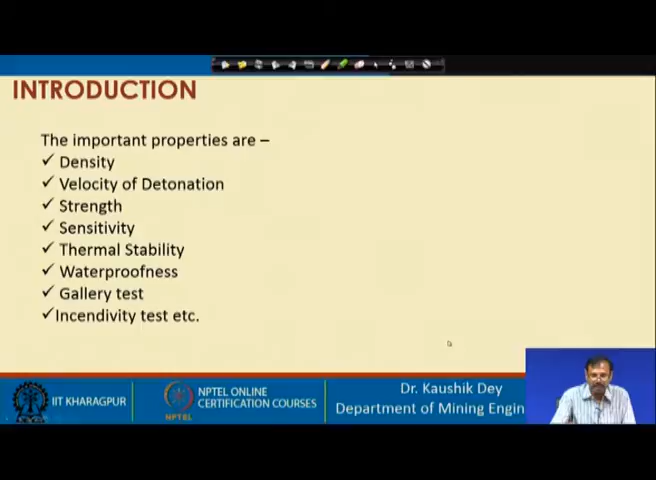 INTRODUCTION
The important properties are –
✓ Density
✓ Velocity of Detonation
✓ Strength
✓ Sensitivity
✓ Thermal Stability
✓ Waterproofness
✓ Gallery test
✓Incendivity test etc.
IIT KHARAGPUR
NPTEL
NPTEL ONLINE
CERTIFICATION COURSES
Dr. Kaushik Dey
Department of Mining Engin